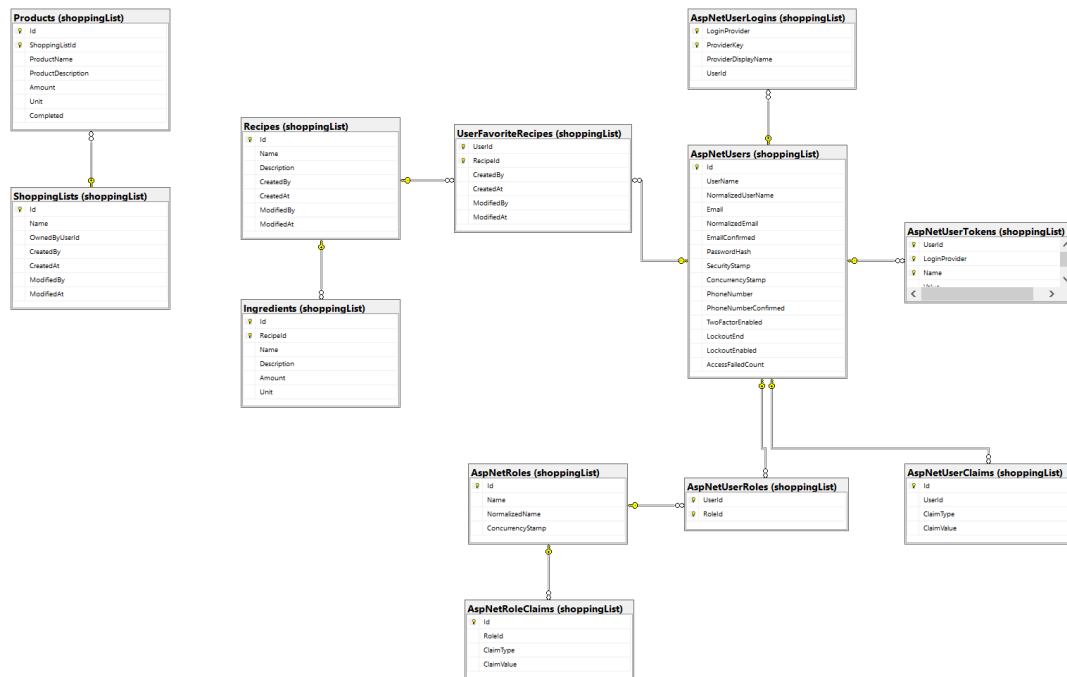 Products (shoppingList)
Id
ShoppingListId
ProductName
ProductDescription
Amount
Unit
Completed
ShoppingLists (shoppingList)
Id
Name
OwnedByUserId
CreatedBy
CreatedAt
ModifiedBy
ModifiedAt
Recipes (shoppingList)
Id
Name
Description
CreatedBy
CreatedAt
ModifiedBy
ModifiedAt
Ingredients (shoppingList)
Id
RecipeId
Name
Description
Amount
Unit
UserFavoriteRecipes (shoppingList)
UserId
RecipeId
CreatedBy
CreatedAt
ModifiedBy
ModifiedAt
AspNetUserLogins (shoppingList)
LoginProvider
ProviderKey
ProviderDisplayName
UserId
AspNetUsers (shoppingList)
Id
UserName
NormalizedUserName
Email
NormalizedEmail
EmailConfirmed
PasswordHash
SecurityStamp
ConcurrencyStamp
PhoneNumber
PhoneNumberConfirmed
TwoFactorEnabled
LockoutEnd
LockoutEnabled
AccessFailedCount
AspNetUserTokens (shoppingList)
UserId
LoginProvider
Name
AspNetRoles (shoppingList)
Id
Name
NormalizedName
ConcurrencyStamp
AspNetUserRoles (shoppingList)
UserId
RoleId
AspNetUserClaims (shoppingList)
Id
UserId
ClaimType
ClaimValue
AspNetRoleClaims (shoppingList)
Id
RoleId
ClaimType
ClaimValue